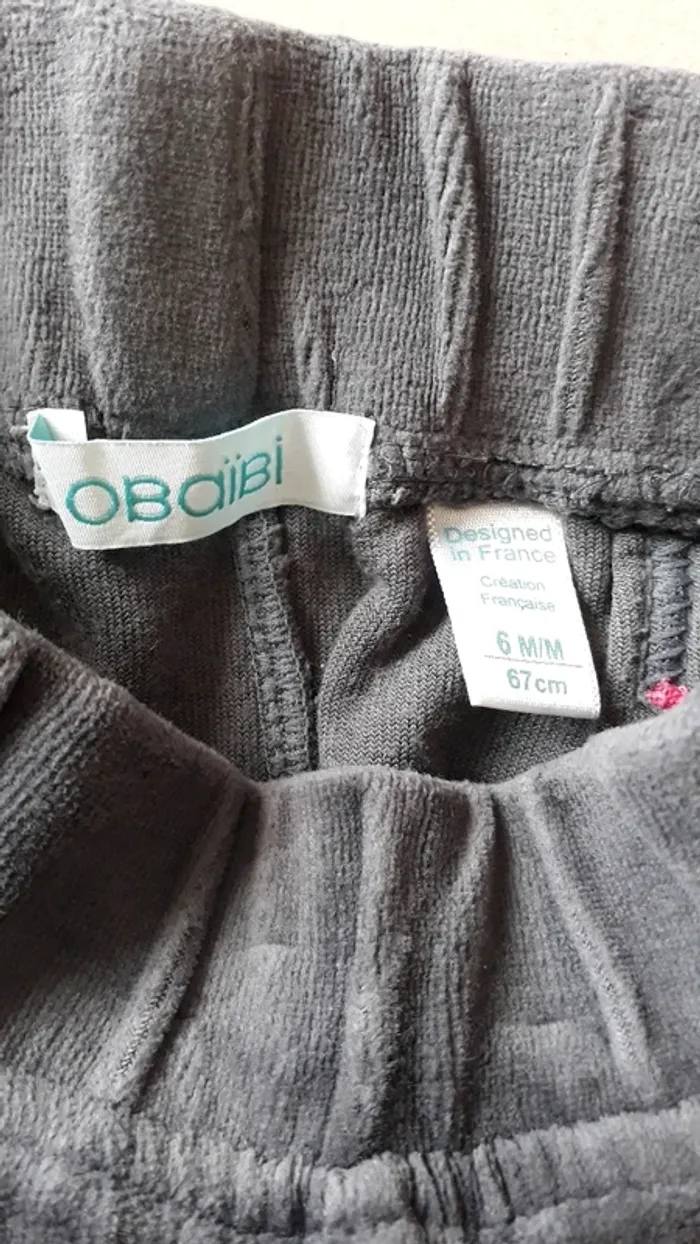 OBaïBi
Designed
in France
Création
Française
6 M/M
67cm